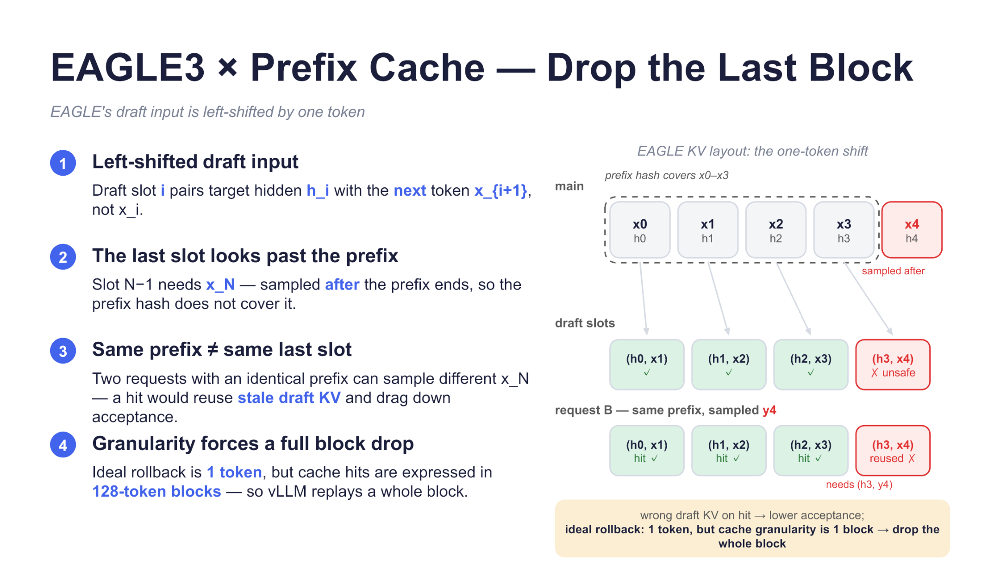 EAGLE3 × Prefix Cache — Drop the Last Block
EAGLE's draft input is left-shifted by one token
1 Left-shifted draft input
Draft slot i pairs target hidden h_i with the next token x_{i+1},
not x_i.
2 The last slot looks past the prefix
Slot N−1 needs x_N — sampled after the prefix ends, so the
prefix hash does not cover it.
3 Same prefix ≠ same last slot
Two requests with an identical prefix can sample different x_N
— a hit would reuse stale draft KV and drag down
acceptance.
4 Granularity forces a full block drop
Ideal rollback is 1 token, but cache hits are expressed in
128-token blocks — so vLLM replays a whole block.
EAGLE KV layout: the one-token shift
prefix hash covers x0–x3
main
x0 x1 x2 x3 x4
h0 h1 h2 h3 h4
sampled after
draft slots
(h0, x1) (h1, x2) (h2, x3) (h3, x4)
✓ ✓ ✓ ✗ unsafe
request B — same prefix, sampled y4
(h0, x1) (h1, x2) (h2, x3) (h3, x4)
hit ✓ hit ✓ hit ✓ reused ✗
needs (h3, y4)
wrong draft KV on hit → lower acceptance;
ideal rollback: 1 token, but cache granularity is 1 block → drop the
whole block